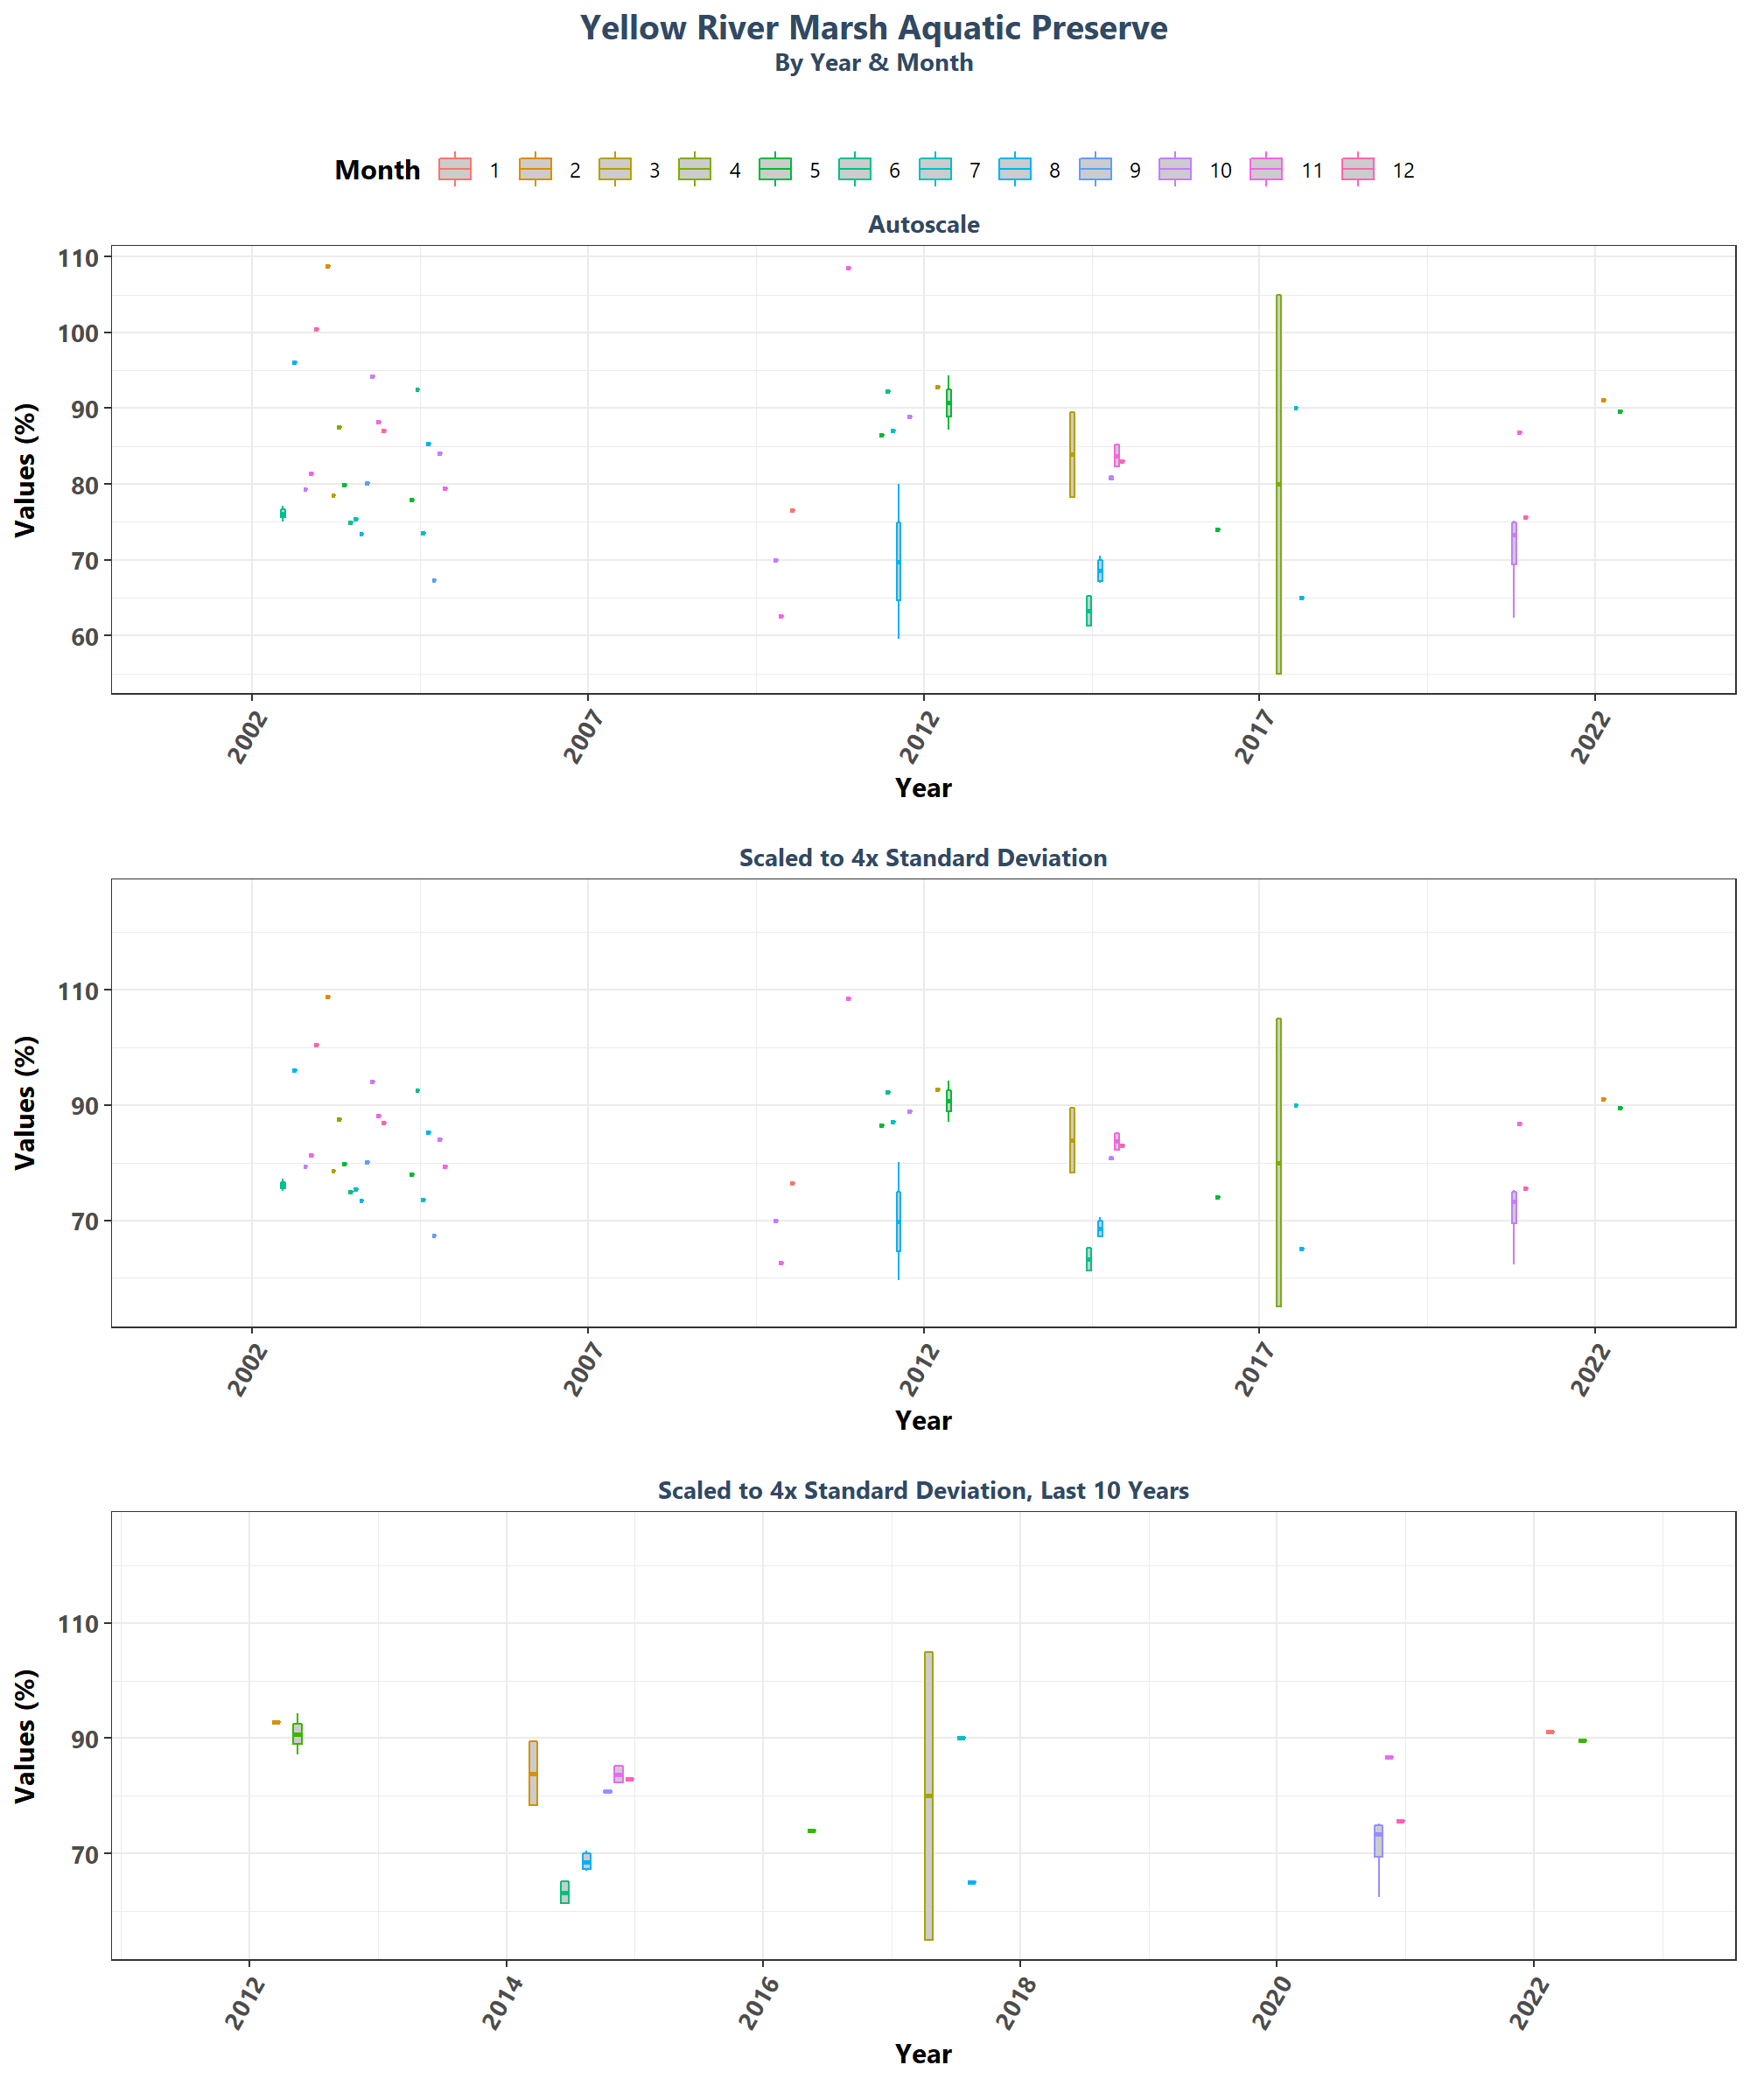 Yellow River Marsh Aquatic Preserve
By Year & Month
Month 1 2 3 4 5 6 7 8 9 10 11 12
Autoscale
Values (%)
110
100
90
80
70
60
2002 2007 2012 2017 2022
Year
Scaled to 4x Standard Deviation
Values (%)
110
90
70
2002 2007 2012 2017 2022
Year
Scaled to 4x Standard Deviation, Last 10 Years
Values (%)
110
90
70
2012 2014 2016 2018 2020 2022
Year